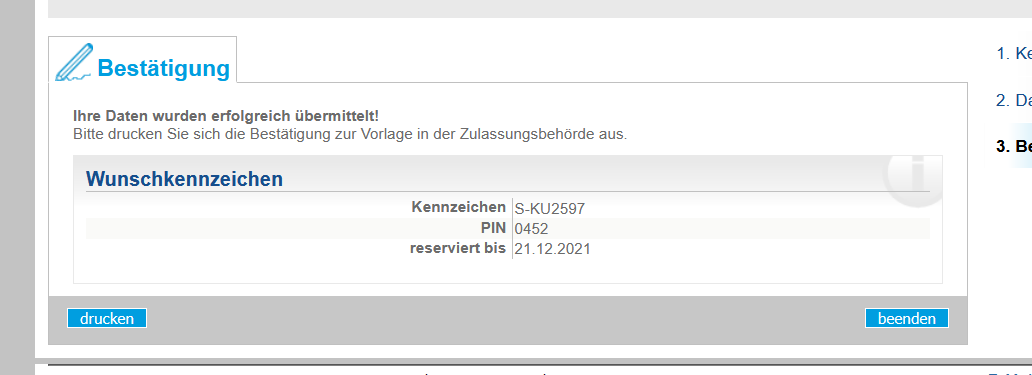 Bestätigung
Ihre Daten wurden erfolgreich übermittelt!
Bitte drucken Sie sich die Bestätigung zur Vorlage in der Zulassungsbehörde aus.
Wunschkennzeichen
Kennzeichen S-KU2597
PIN 0452
reserviert bis 21.12.2021
drucken beenden
1. Ke
2. Da
3. Be